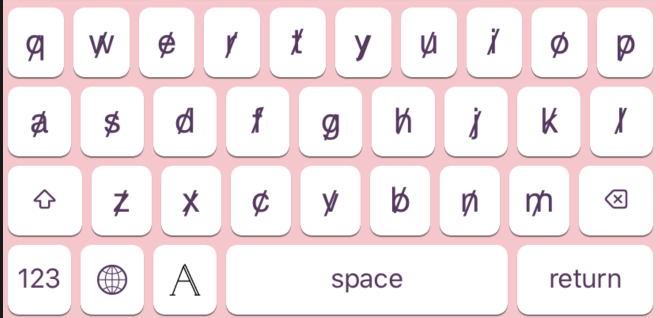 q̸ w̸ e̸ r̸ t̸ y̸ u̸ i̸ o̸ p̸
a̸ s̸ d̸ f̸ g̸ h̸ j̸ k̸ l̸
z̸ x̸ c̸ v̸ b̸ n̸ m̸
123 A space return